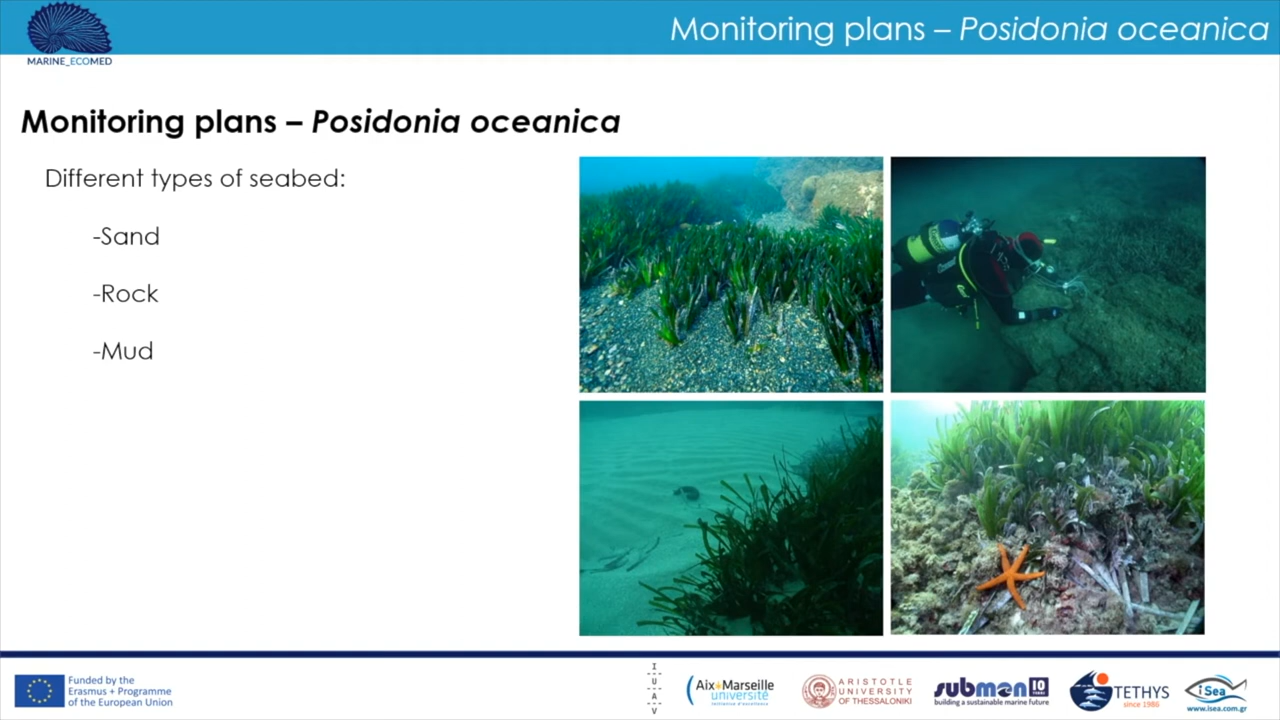 MARINE_ECOMED
Monitoring plans – Posidonia oceanica
Monitoring plans – Posidonia oceanica
Different types of seabed:
-Sand
-Rock
-Mud
Funded by the
Erasmus + Programme
of the European Union
I
U
A
V
Aix✶Marseille
université
ARISTOTLE
UNIVERSITY
OF THESSALONIKI
submon 10
building a sustainable marine future
TETHYS
since 1986
iSea
www.isea.com.gr